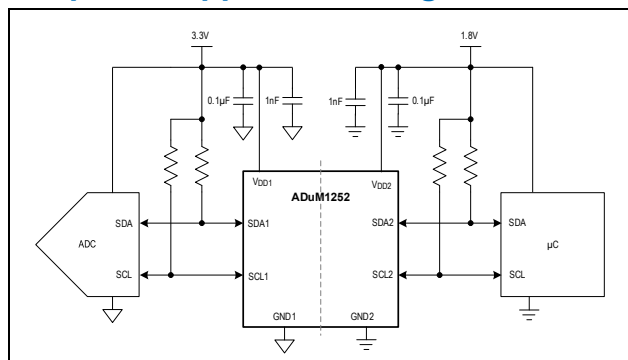 3.3V
1.8V
0.1µF
1nF
1nF
0.1µF
VDD1
ADuM1252
VDD2
SDA
SDA1
SDA2
SDA
ADC
µC
SCL
SCL1
SCL2
SCL
GND1
GND2